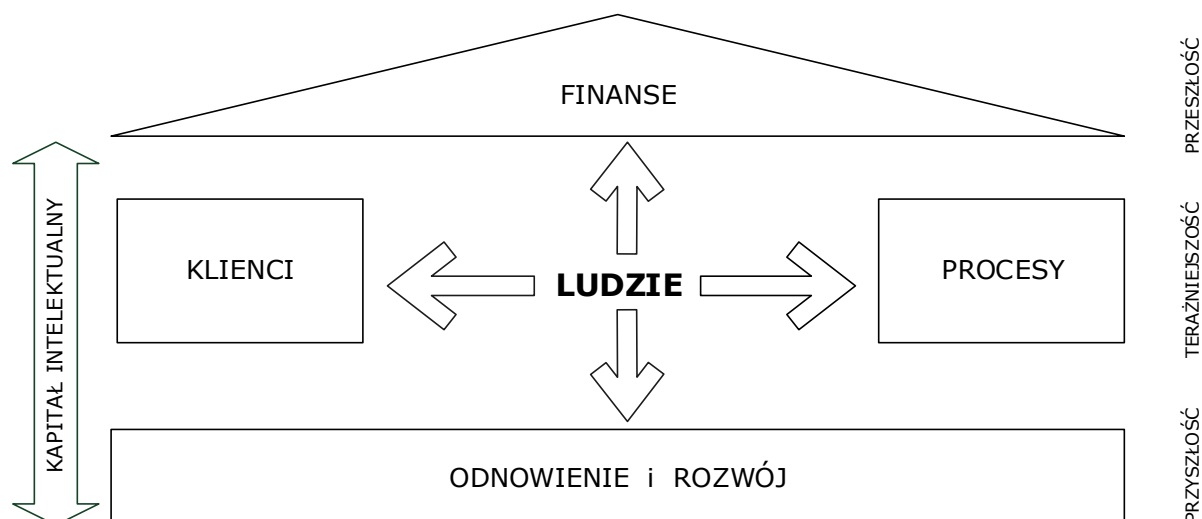 FINANSE
PRZESZŁOŚĆ
KAPITAŁ INTELEKTUALNY
KLIENCI
LUDZIE
PROCESY
TERAŹNIEJSZOŚĆ
ODNOWIENIE i ROZWÓJ
PRZYSZŁOŚĆ